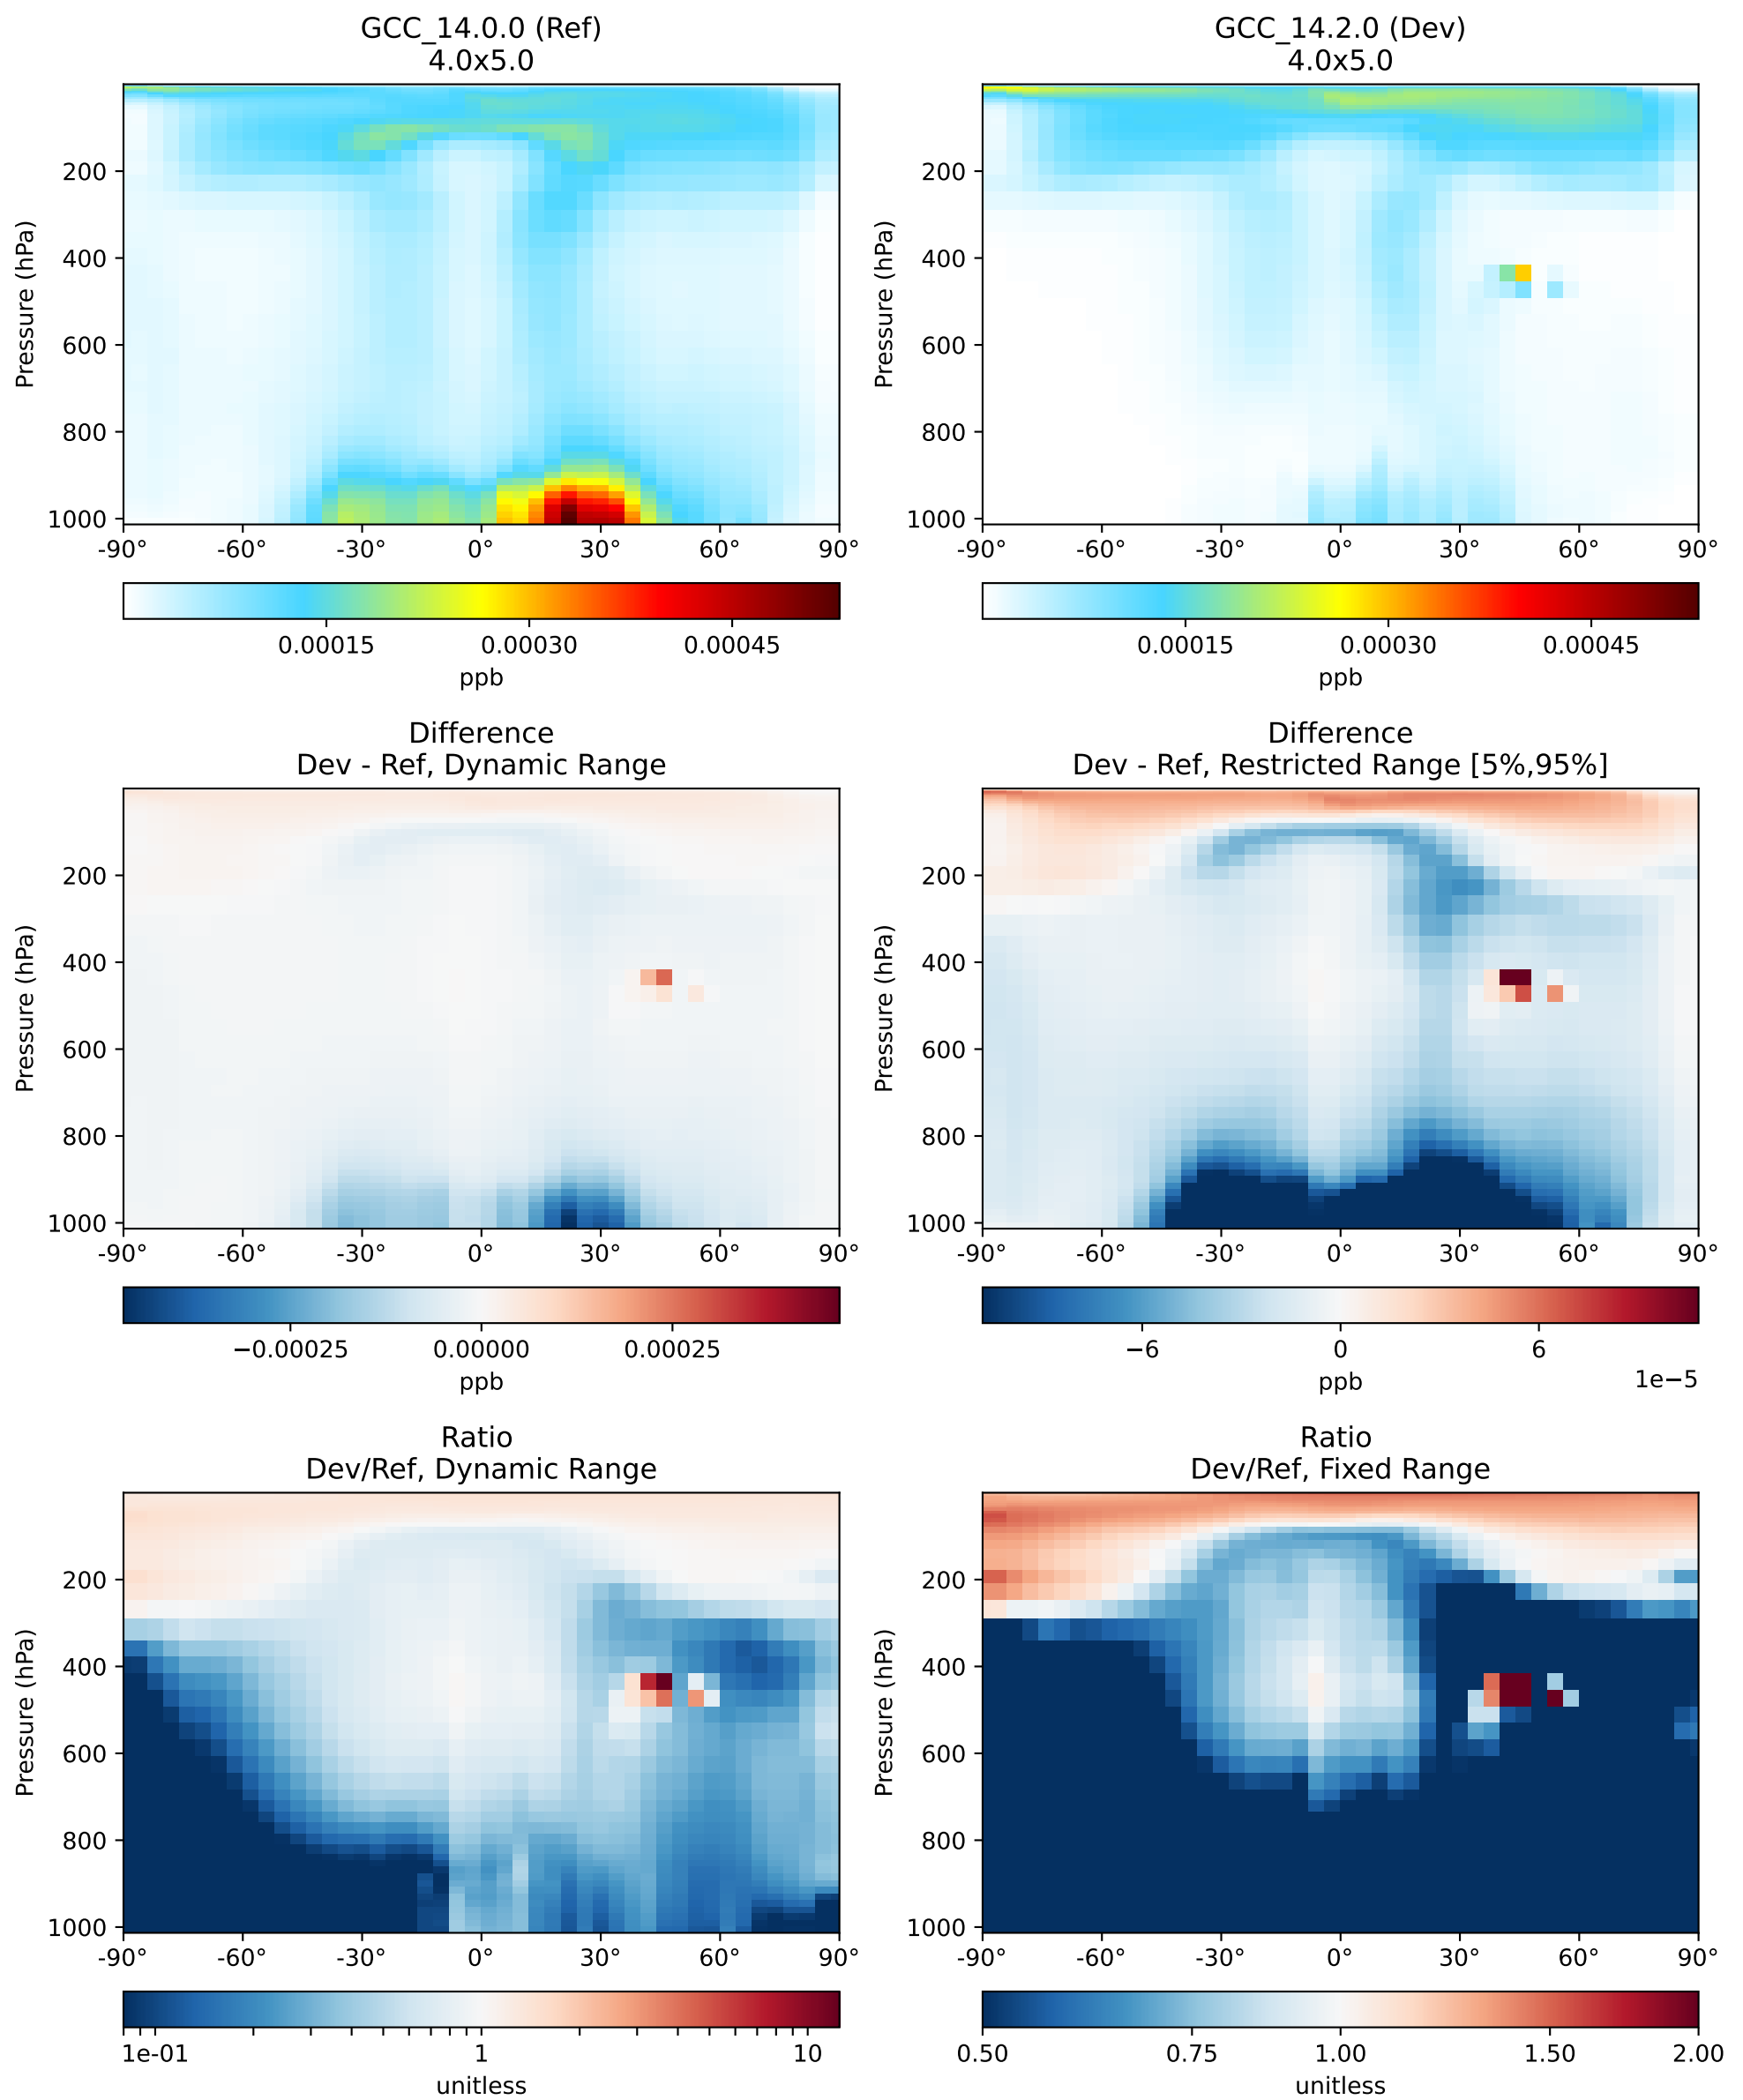 GCC_14.0.0 (Ref)
4.0x5.0
Pressure (hPa)
200
400
600
800
1000
-90° -60° -30° 0° 30° 60° 90°
0.00015 0.00030 0.00045
ppb
GCC_14.2.0 (Dev)
4.0x5.0
Pressure (hPa)
200
400
600
800
1000
-90° -60° -30° 0° 30° 60° 90°
0.00015 0.00030 0.00045
ppb
Difference
Dev - Ref, Dynamic Range
Pressure (hPa)
200
400
600
800
1000
-90° -60° -30° 0° 30° 60° 90°
−0.00025 0.00000 0.00025
ppb
Difference
Dev - Ref, Restricted Range [5%,95%]
Pressure (hPa)
200
400
600
800
1000
-90° -60° -30° 0° 30° 60° 90°
−6 0 6
1e−5
ppb
Ratio
Dev/Ref, Dynamic Range
Pressure (hPa)
200
400
600
800
1000
-90° -60° -30° 0° 30° 60° 90°
1e-01 1 10
unitless
Ratio
Dev/Ref, Fixed Range
Pressure (hPa)
200
400
600
800
1000
-90° -60° -30° 0° 30° 60° 90°
0.50 0.75 1.00 1.50 2.00
unitless